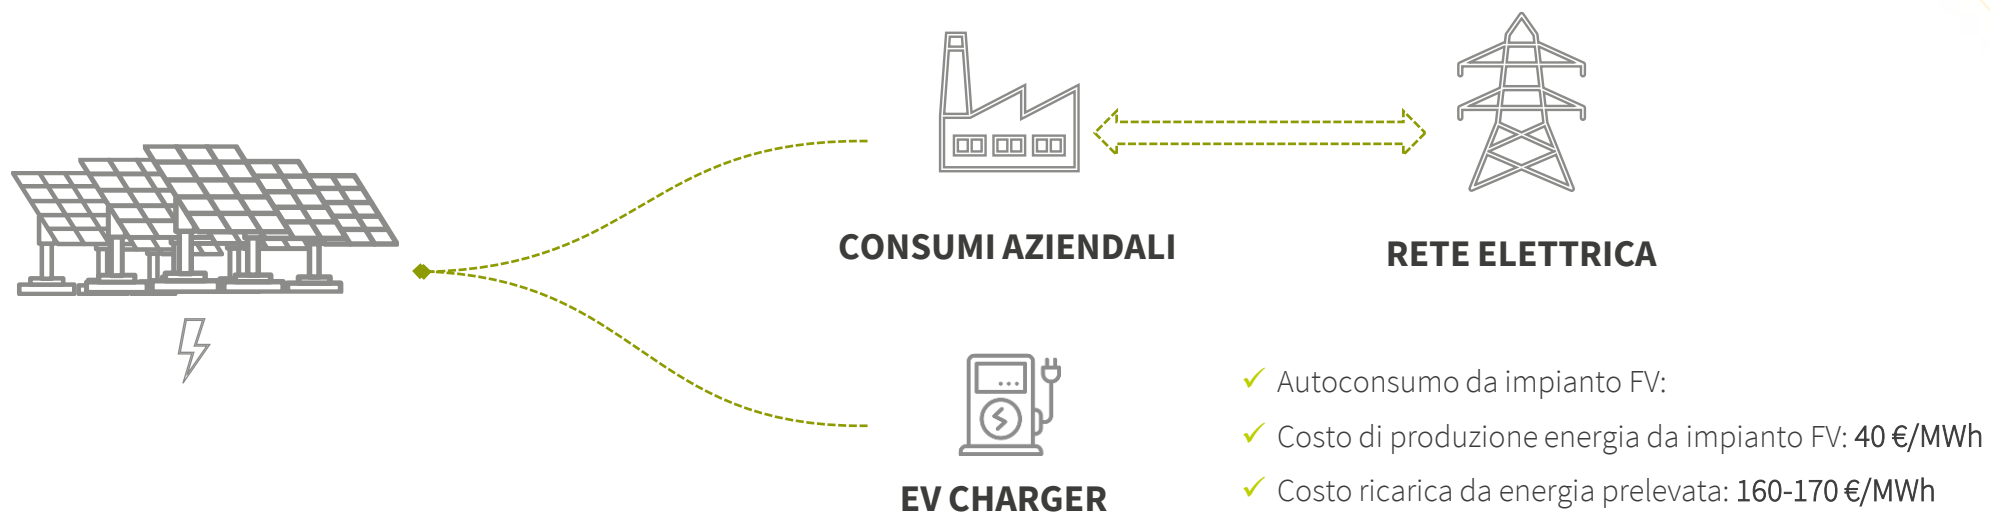 CONSUMI AZIENDALI
RETE ELETTRICA
EV CHARGER
Autoconsumo da impianto FV:
Costo di produzione energia da impianto FV: 40 €/MWh
Costo ricarica da energia prelevata: 160-170 €/MWh